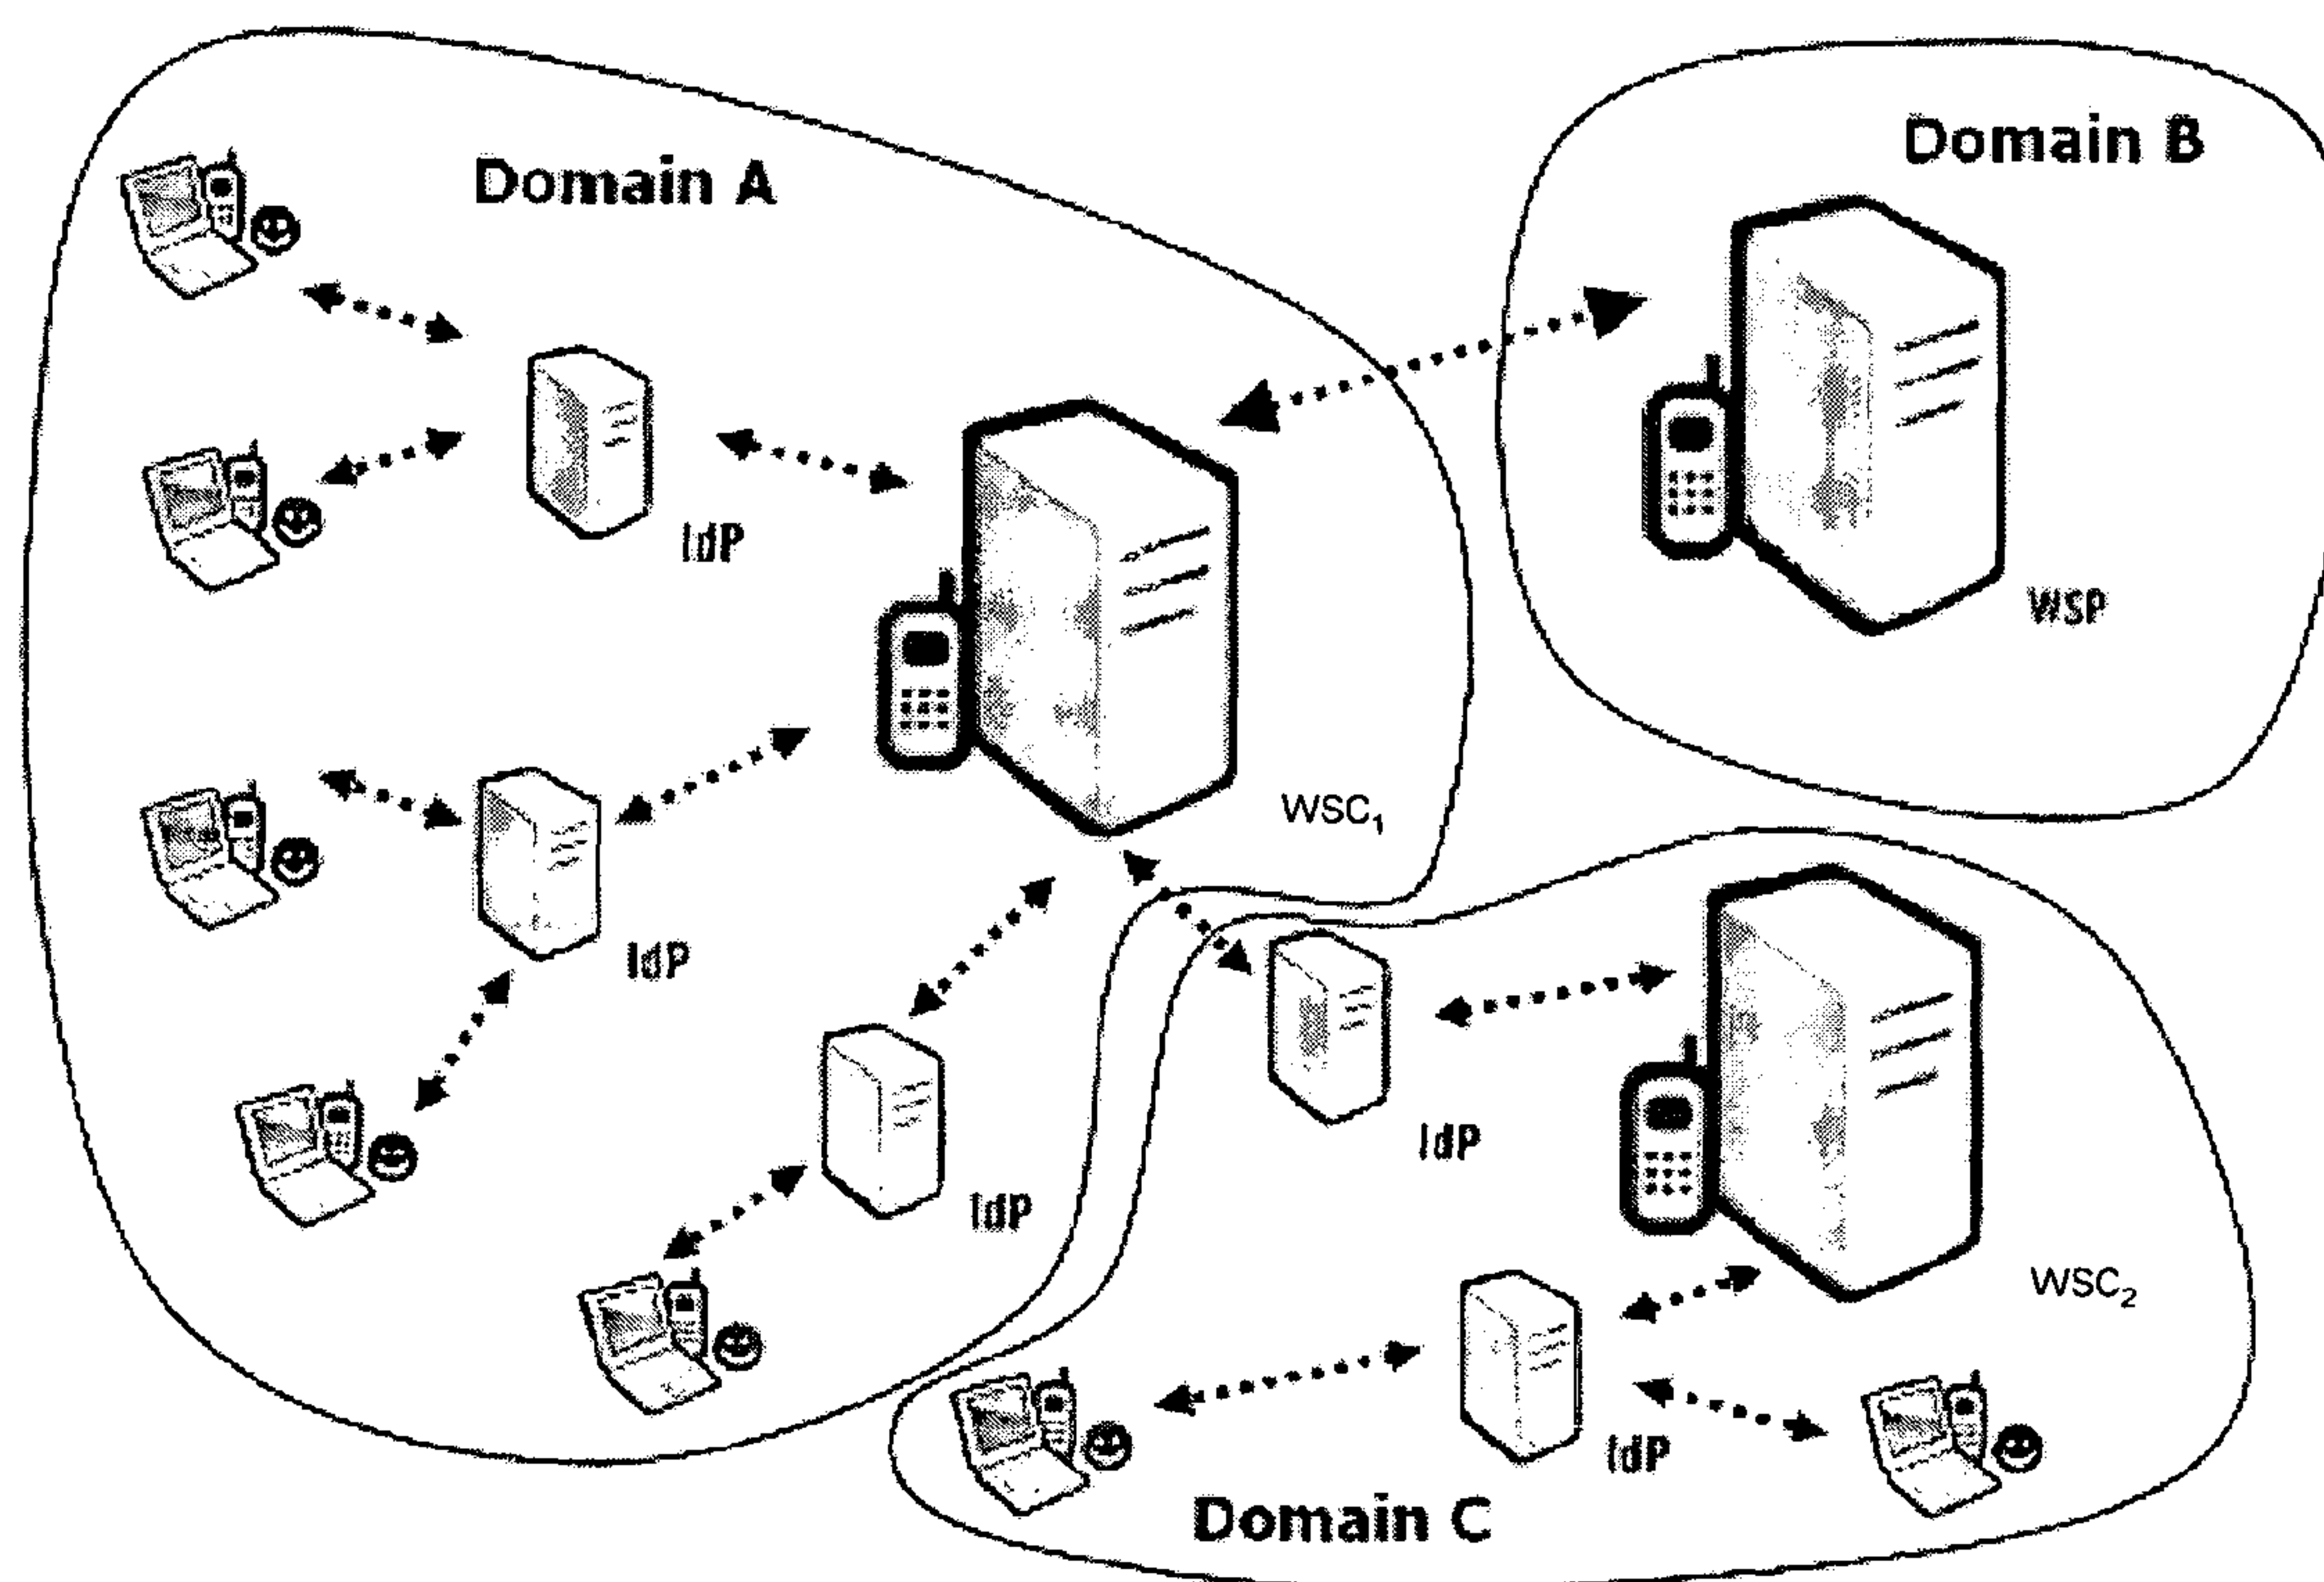 Domain A
Domain B
IdP
WSP
WSC₁
IdP
IdP
IdP
WSC₂
IdP
Domain C